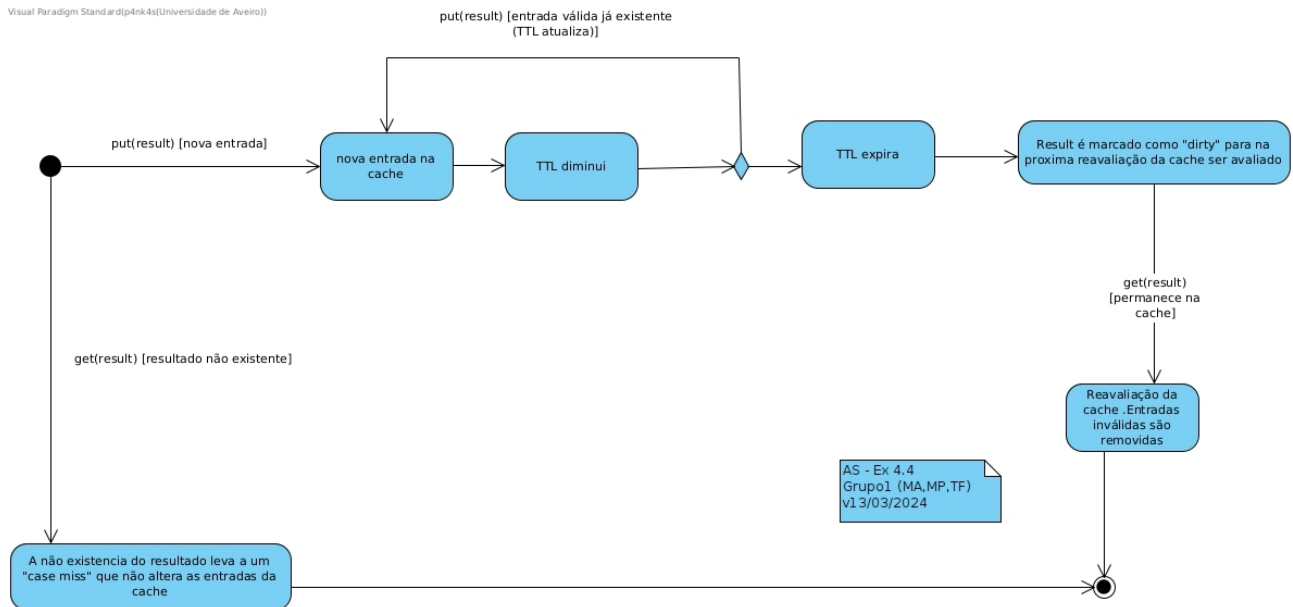 Visual Paradigm Standard(p4nk4s(Universidade de Aveiro))
put(result) [entrada válida já existente
(TTL atualiza)]
put(result) [nova entrada]
nova entrada na
cache
TTL diminui
TTL expira
Result é marcado como "dirty" para na
proxima reavaliação da cache ser avaliado
get(result)
[permanece na
cache]
get(result) [resultado não existente]
Reavaliação da
cache .Entradas
inválidas são
removidas
AS - Ex 4.4
Grupo1 (MA,MP,TF)
v13/03/2024
A não existencia do resultado leva a um
"case miss" que não altera as entradas da
cache